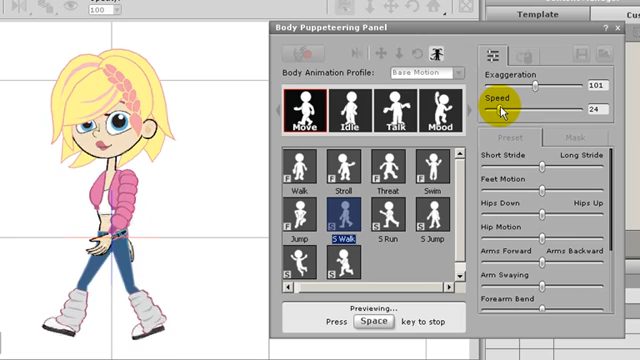 100
Template
Body Puppeteering Panel
? x
Body Animation Profile: Base Motion
Exaggeration
101
Speed
24
Move Idle Talk Mood
Preset Mask
Short Stride Long Stride
Feet Motion
Hips Down Hips Up
Hip Motion
Arms Forward Arms Backward
Arm Swaying
Forearm Bend
F F F F
Walk Stroll Threat Swim
F S S S
Jump S Walk S Run S Jump
S S
Previewing...
Press Space key to stop